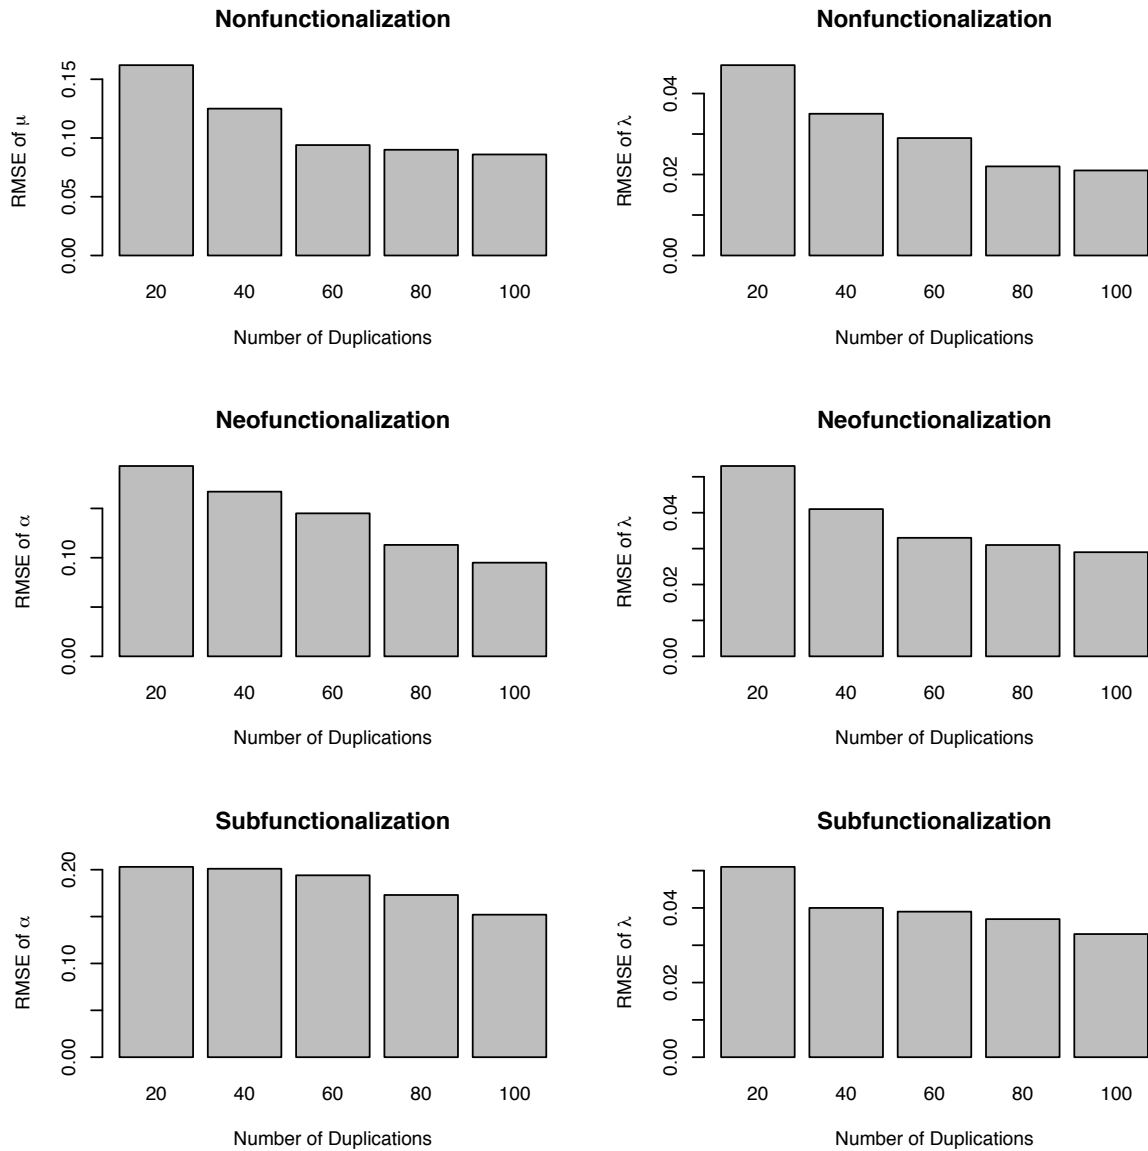 Nonfunctionalization
RMSE of μ
0.00 0.05 0.10 0.15
20 40 60 80 100
Number of Duplications
Nonfunctionalization
RMSE of λ
0.00 0.02 0.04
20 40 60 80 100
Number of Duplications
Neofunctionalization
RMSE of α
0.00 0.10
20 40 60 80 100
Number of Duplications
Neofunctionalization
RMSE of λ
0.00 0.02 0.04
20 40 60 80 100
Number of Duplications
Subfunctionalization
RMSE of α
0.00 0.10 0.20
20 40 60 80 100
Number of Duplications
Subfunctionalization
RMSE of λ
0.00 0.02 0.04
20 40 60 80 100
Number of Duplications